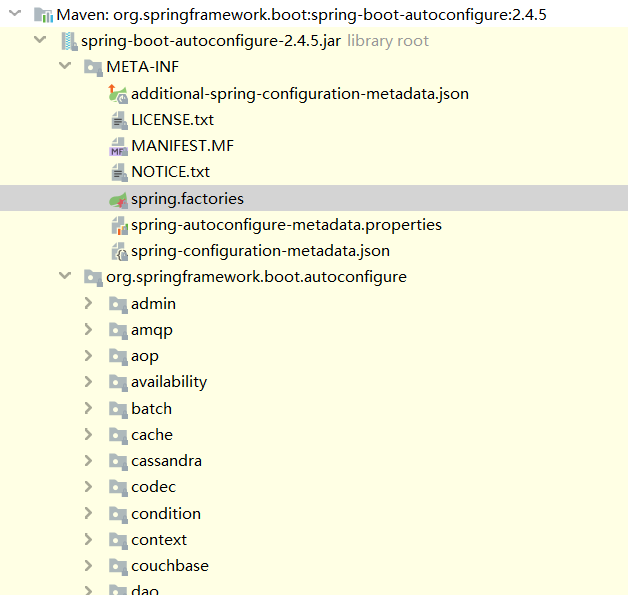 Maven: org.springframework.boot:spring-boot-autoconfigure:2.4.5
spring-boot-autoconfigure-2.4.5.jar library root
META-INF
additional-spring-configuration-metadata.json
LICENSE.txt
MANIFEST.MF
NOTICE.txt
spring.factories
spring-autoconfigure-metadata.properties
spring-configuration-metadata.json
org.springframework.boot.autoconfigure
admin
amqp
aop
availability
batch
cache
cassandra
codec
condition
context
couchbase
dao